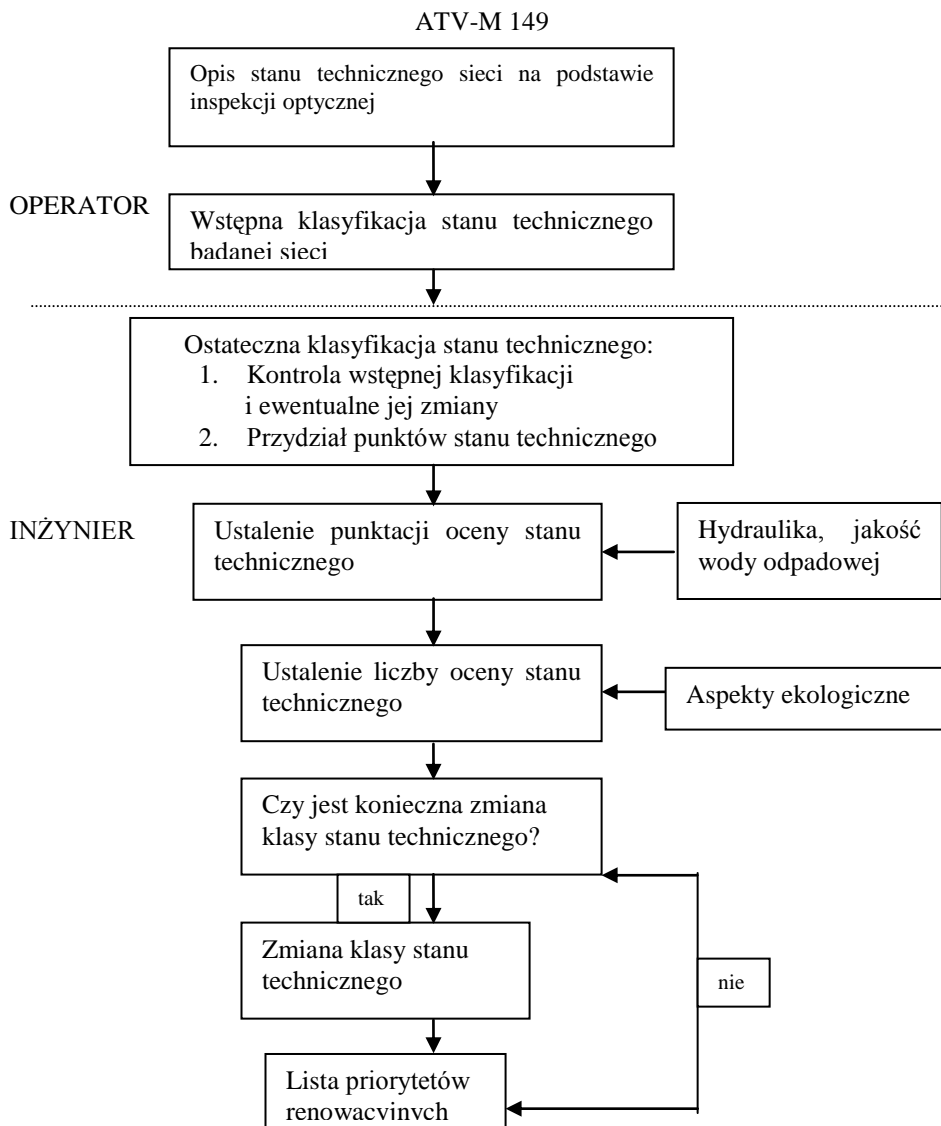 ATV-M 149
Opis stanu technicznego sieci na podstawie
inspekcji optycznej
OPERATOR
Wstępna klasyfikacja stanu technicznego
badanej sieci
Ostateczna klasyfikacja stanu technicznego:
1. Kontrola wstępnej klasyfikacji
i ewentualne jej zmiany
2. Przydział punktów stanu technicznego
INŻYNIER
Ustalenie punktacji oceny stanu
technicznego
Hydraulika, jakość
wody odpadowej
Ustalenie liczby oceny stanu
technicznego
Aspekty ekologiczne
Czy jest konieczna zmiana
klasy stanu technicznego?
tak
Zmiana klasy stanu
technicznego
nie
Lista priorytetów
renowacyjnych